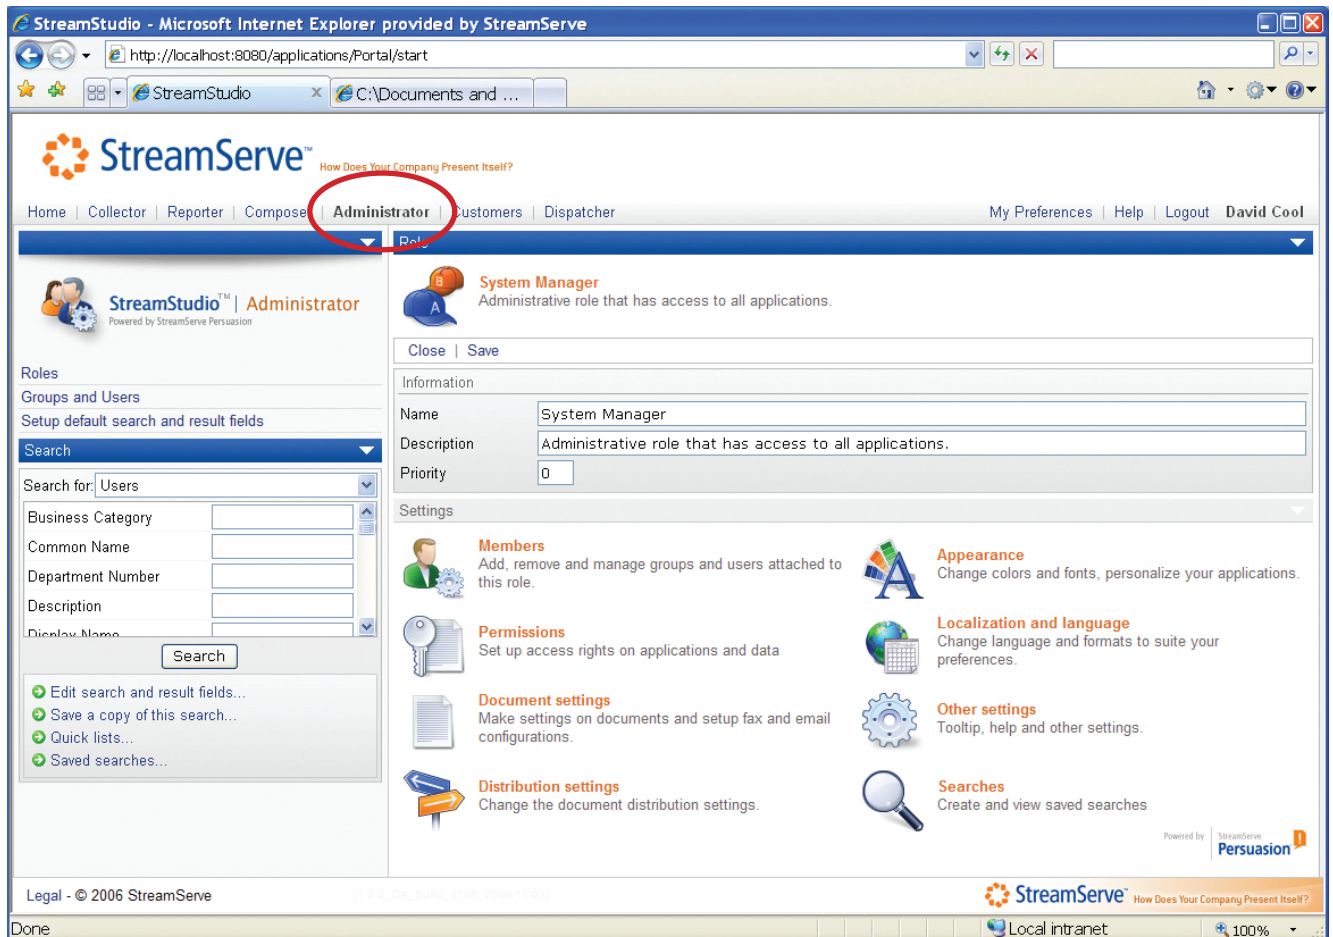 StreamStudio - Microsoft Internet Explorer provided by StreamServe
http://localhost:8080/applications/Portal/start
StreamStudio x C:\Documents and ...
StreamServe™ How Does Your Company Present Itself?
Home | Collector | Reporter | Compose | Administrator | Customers | Dispatcher My Preferences | Help | Logout David Cool
Role
StreamStudio™ | Administrator
Powered by StreamServe Persuasion
System Manager
Administrative role that has access to all applications.
Close | Save
Roles
Groups and Users
Setup default search and result fields
Information
Name System Manager
Description Administrative role that has access to all applications.
Priority 0
Search
Search for: Users
Business Category
Common Name
Department Number
Description
Display Name
Search
Edit search and result fields...
Save a copy of this search...
Quick lists...
Saved searches...
Settings
Members
Add, remove and manage groups and users attached to
this role.
Appearance
Change colors and fonts, personalize your applications.
Permissions
Set up access rights on applications and data
Localization and language
Change language and formats to suite your
preferences.
Document settings
Make settings on documents and setup fax and email
configurations.
Other settings
Tooltip, help and other settings.
Distribution settings
Change the document distribution settings.
Searches
Create and view saved searches
Powered by StreamServe
Persuasion
Legal - © 2006 StreamServe
StreamServe™ How Does Your Company Present Itself?
Done Local intranet 100%